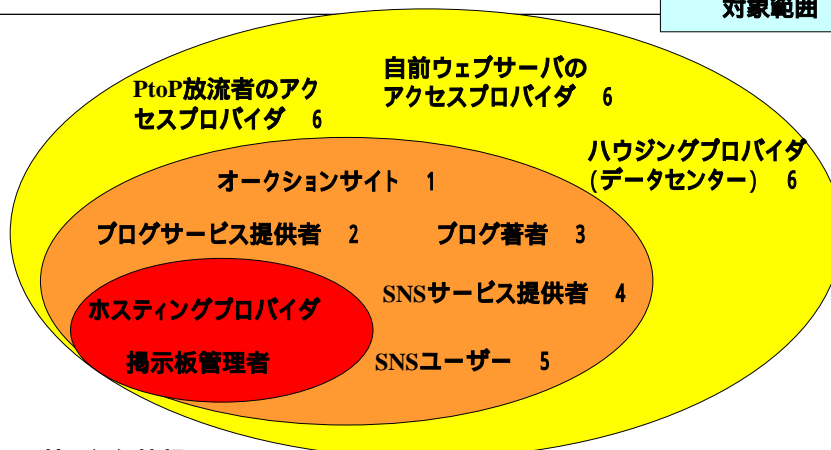 対象範囲
自前ウェブサーバの
アクセスプロバイダ 6
PtoP放流者のアク
セスプロバイダ 6
ハウジングプロバイダ
(データセンター) 6
オークションサイト 1
ブログサービス提供者 2
ブログ著者 3
SNSサービス提供者 4
ホスティングプロバイダ
掲示板管理者
SNSユーザー 5